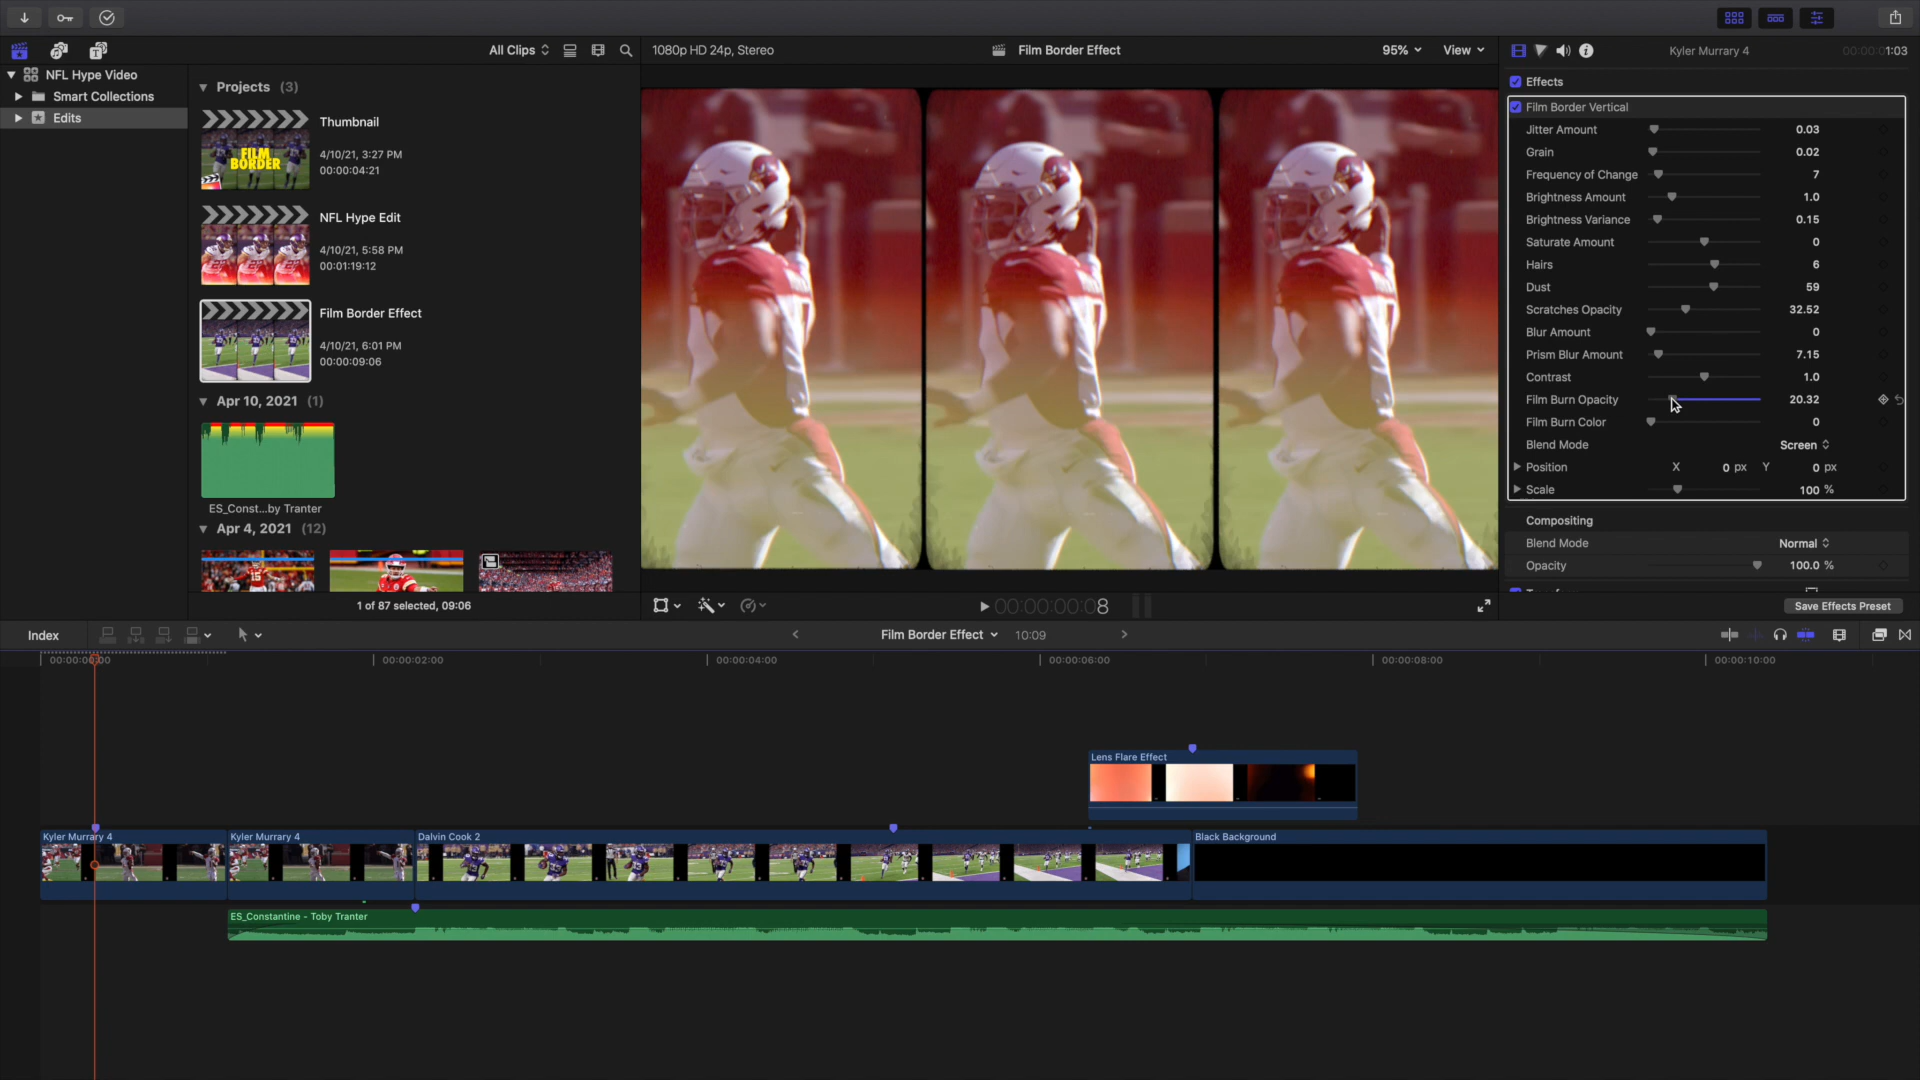 All Clips
1080p HD 24p, Stereo
Film Border Effect
95%
View
Kyler Murrary 4
00:00:01:03
NFL Hype Video
Smart Collections
Edits
Projects (3)
FILM
BORDER
Thumbnail
4/10/21, 3:27 PM
00:00:04:21
NFL Hype Edit
4/10/21, 5:58 PM
00:01:19:12
Film Border Effect
4/10/21, 6:01 PM
00:00:09:06
Apr 10, 2021 (1)
ES_Const...by Tranter
Apr 4, 2021 (12)
1 of 87 selected, 09:06
00:00:00:08
Effects
Film Border Vertical
Jitter Amount 0.03
Grain 0.02
Frequency of Change 7
Brightness Amount 1.0
Brightness Variance 0.15
Saturate Amount 0
Hairs 6
Dust 59
Scratches Opacity 32.52
Blur Amount 0
Prism Blur Amount 7.15
Contrast 1.0
Film Burn Opacity 20.32
Film Burn Color 0
Blend Mode Screen
Position X 0 px Y 0 px
Scale 100 %
Compositing
Blend Mode Normal
Opacity 100.0 %
Save Effects Preset
Index
Film Border Effect
10:09
00:00:00:00
00:00:02:00
00:00:04:00
00:00:06:00
00:00:08:00
00:00:10:00
Lens Flare Effect
Kyler Murrary 4
Kyler Murrary 4
Dalvin Cook 2
Black Background
ES_Constantine - Toby Tranter